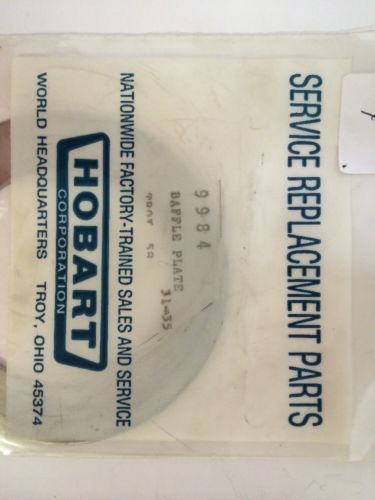 SERVICE REPLACEMENT PARTS
9984
BAFFLE PLATE
31-35
NATIONWIDE FACTORY-TRAINED SALES AND SERVICE
HOBART
CORPORATION
WORLD HEADQUARTERS TROY, OHIO 45374